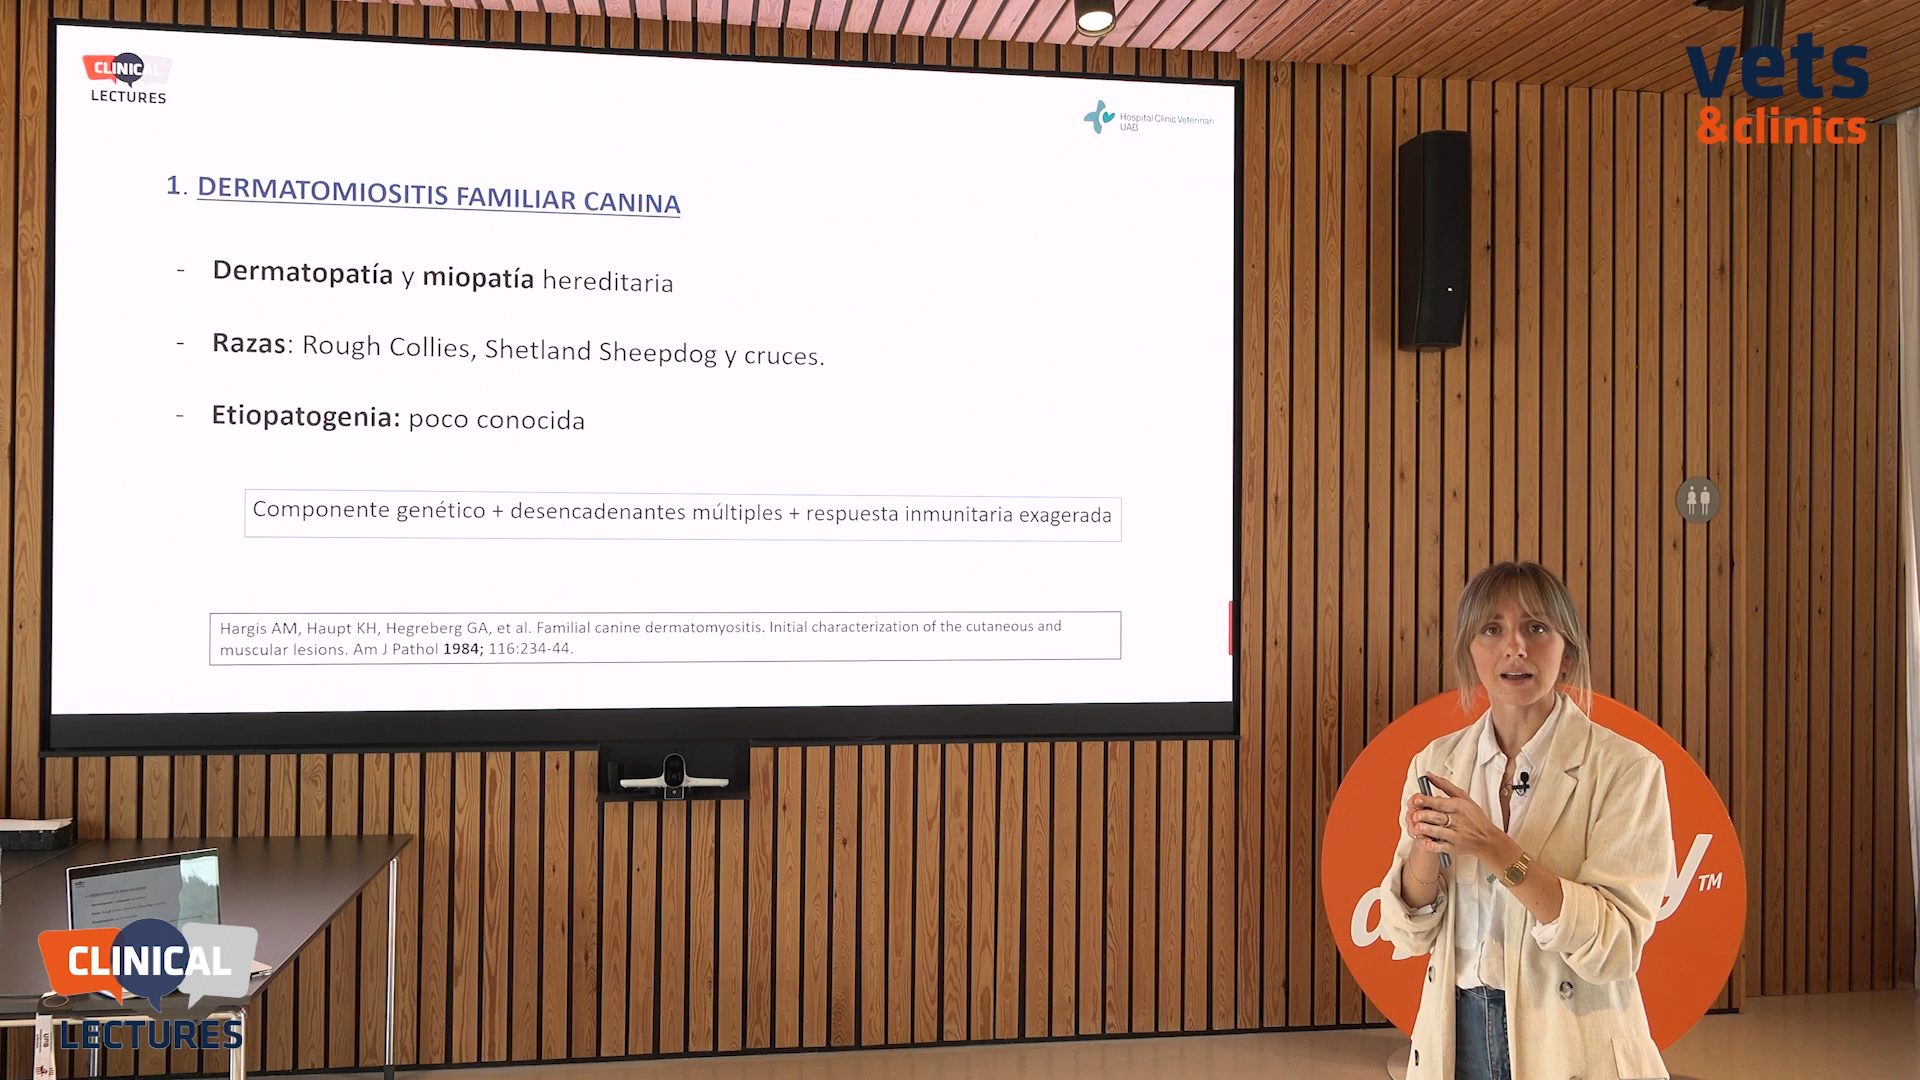 CLINICAL
LECTURES
Hospital Clínic Veterinari
UAB
vets
&clinics
1. DERMATOMIOSITIS FAMILIAR CANINA
- Dermatopatía y miopatía hereditaria
- Razas: Rough Collies, Shetland Sheepdog y cruces.
- Etiopatogenia: poco conocida
Componente genético + desencadenantes múltiples + respuesta inmunitaria exagerada
Hargis AM, Haupt KH, Hegreberg GA, et al. Familial canine dermatomyositis. Initial characterization of the cutaneous and
muscular lesions. Am J Pathol 1984; 116:234-44.
y™
CLINICAL
LECTURES